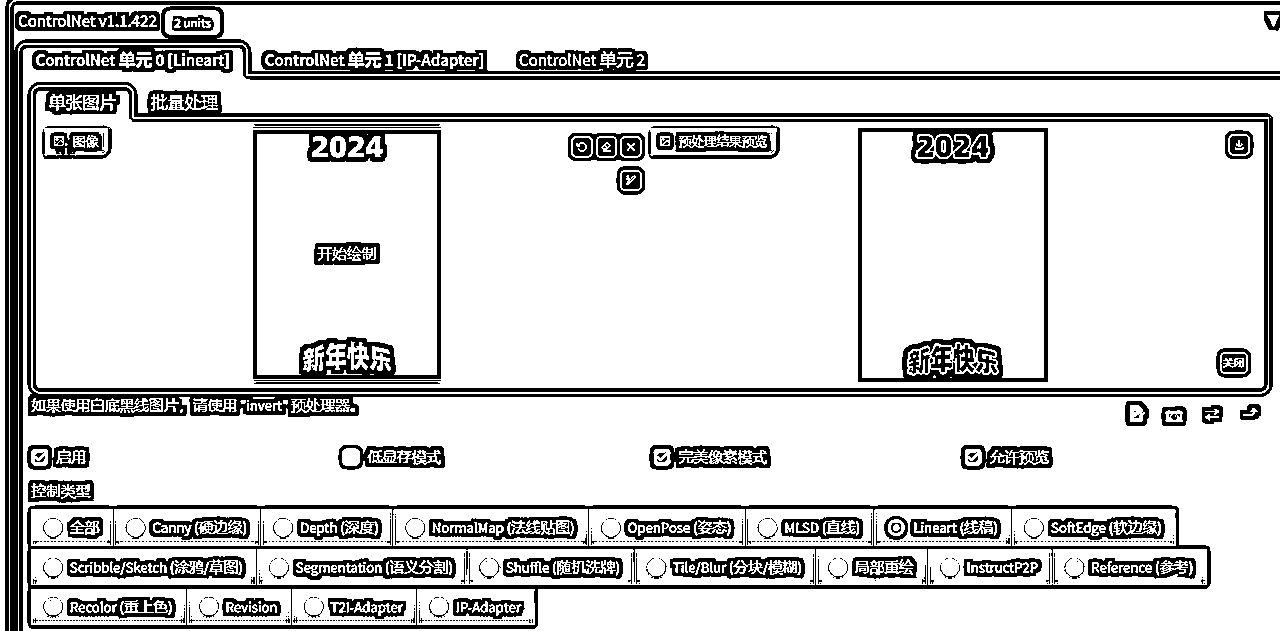 ControlNet v1.1.422 2 units
ControlNet 单元 0 [Lineart] ControlNet 单元 1 [IP-Adapter] ControlNet 单元 2
单张图片 批量处理
图像 预处理结果预览
2024 2024
开始绘制
新年快乐 新年快乐
关闭
如果使用白底黑线图片, 请使用 "invert" 预处理器。
启用 低显存模式 完美像素模式 允许预览
控制类型
全部 Canny (硬边缘) Depth (深度) NormalMap (法线贴图) OpenPose (姿态) MLSD (直线) Lineart (线稿) SoftEdge (软边缘)
Scribble/Sketch (涂鸦/草图) Segmentation (语义分割) Shuffle (随机洗牌) Tile/Blur (分块/模糊) 局部重绘 InstructP2P Reference (参考)
Recolor (重上色) Revision T2I-Adapter IP-Adapter